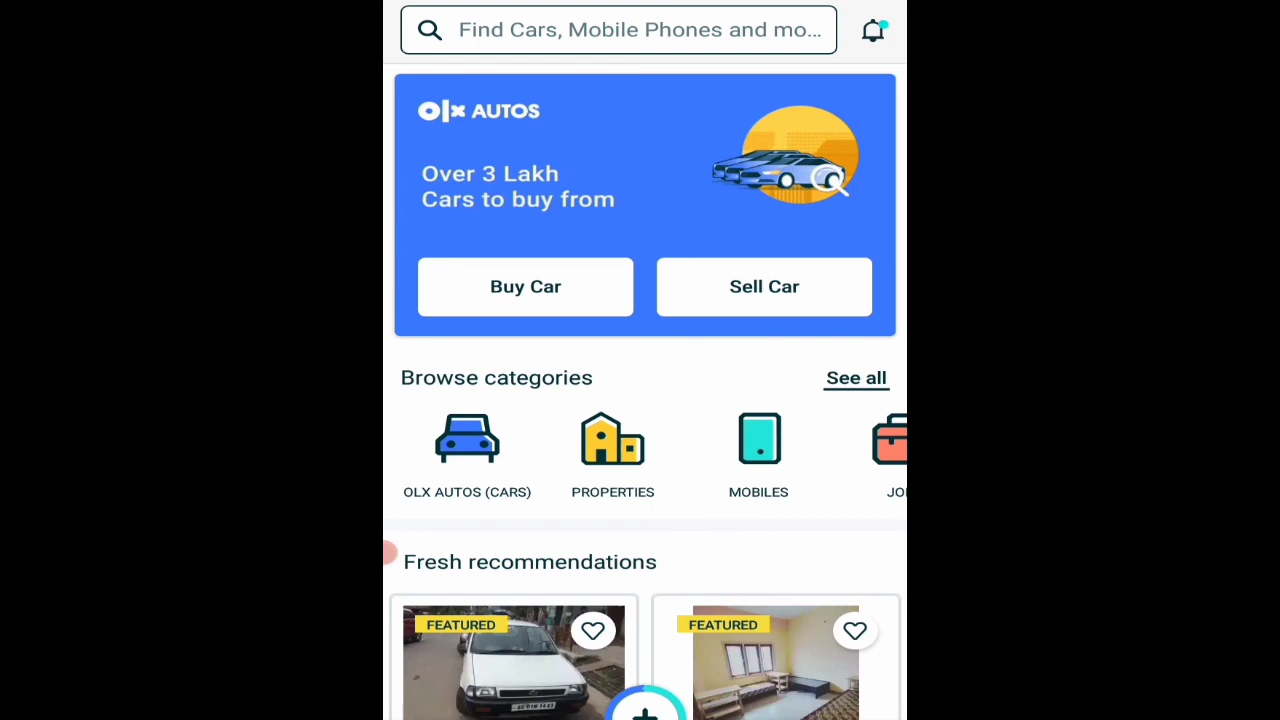 Find Cars, Mobile Phones and mo...
olx AUTOS
Over 3 Lakh
Cars to buy from
Buy Car
Sell Car
Browse categories
See all
OLX AUTOS (CARS)
PROPERTIES
MOBILES
JO
Fresh recommendations
FEATURED
FEATURED